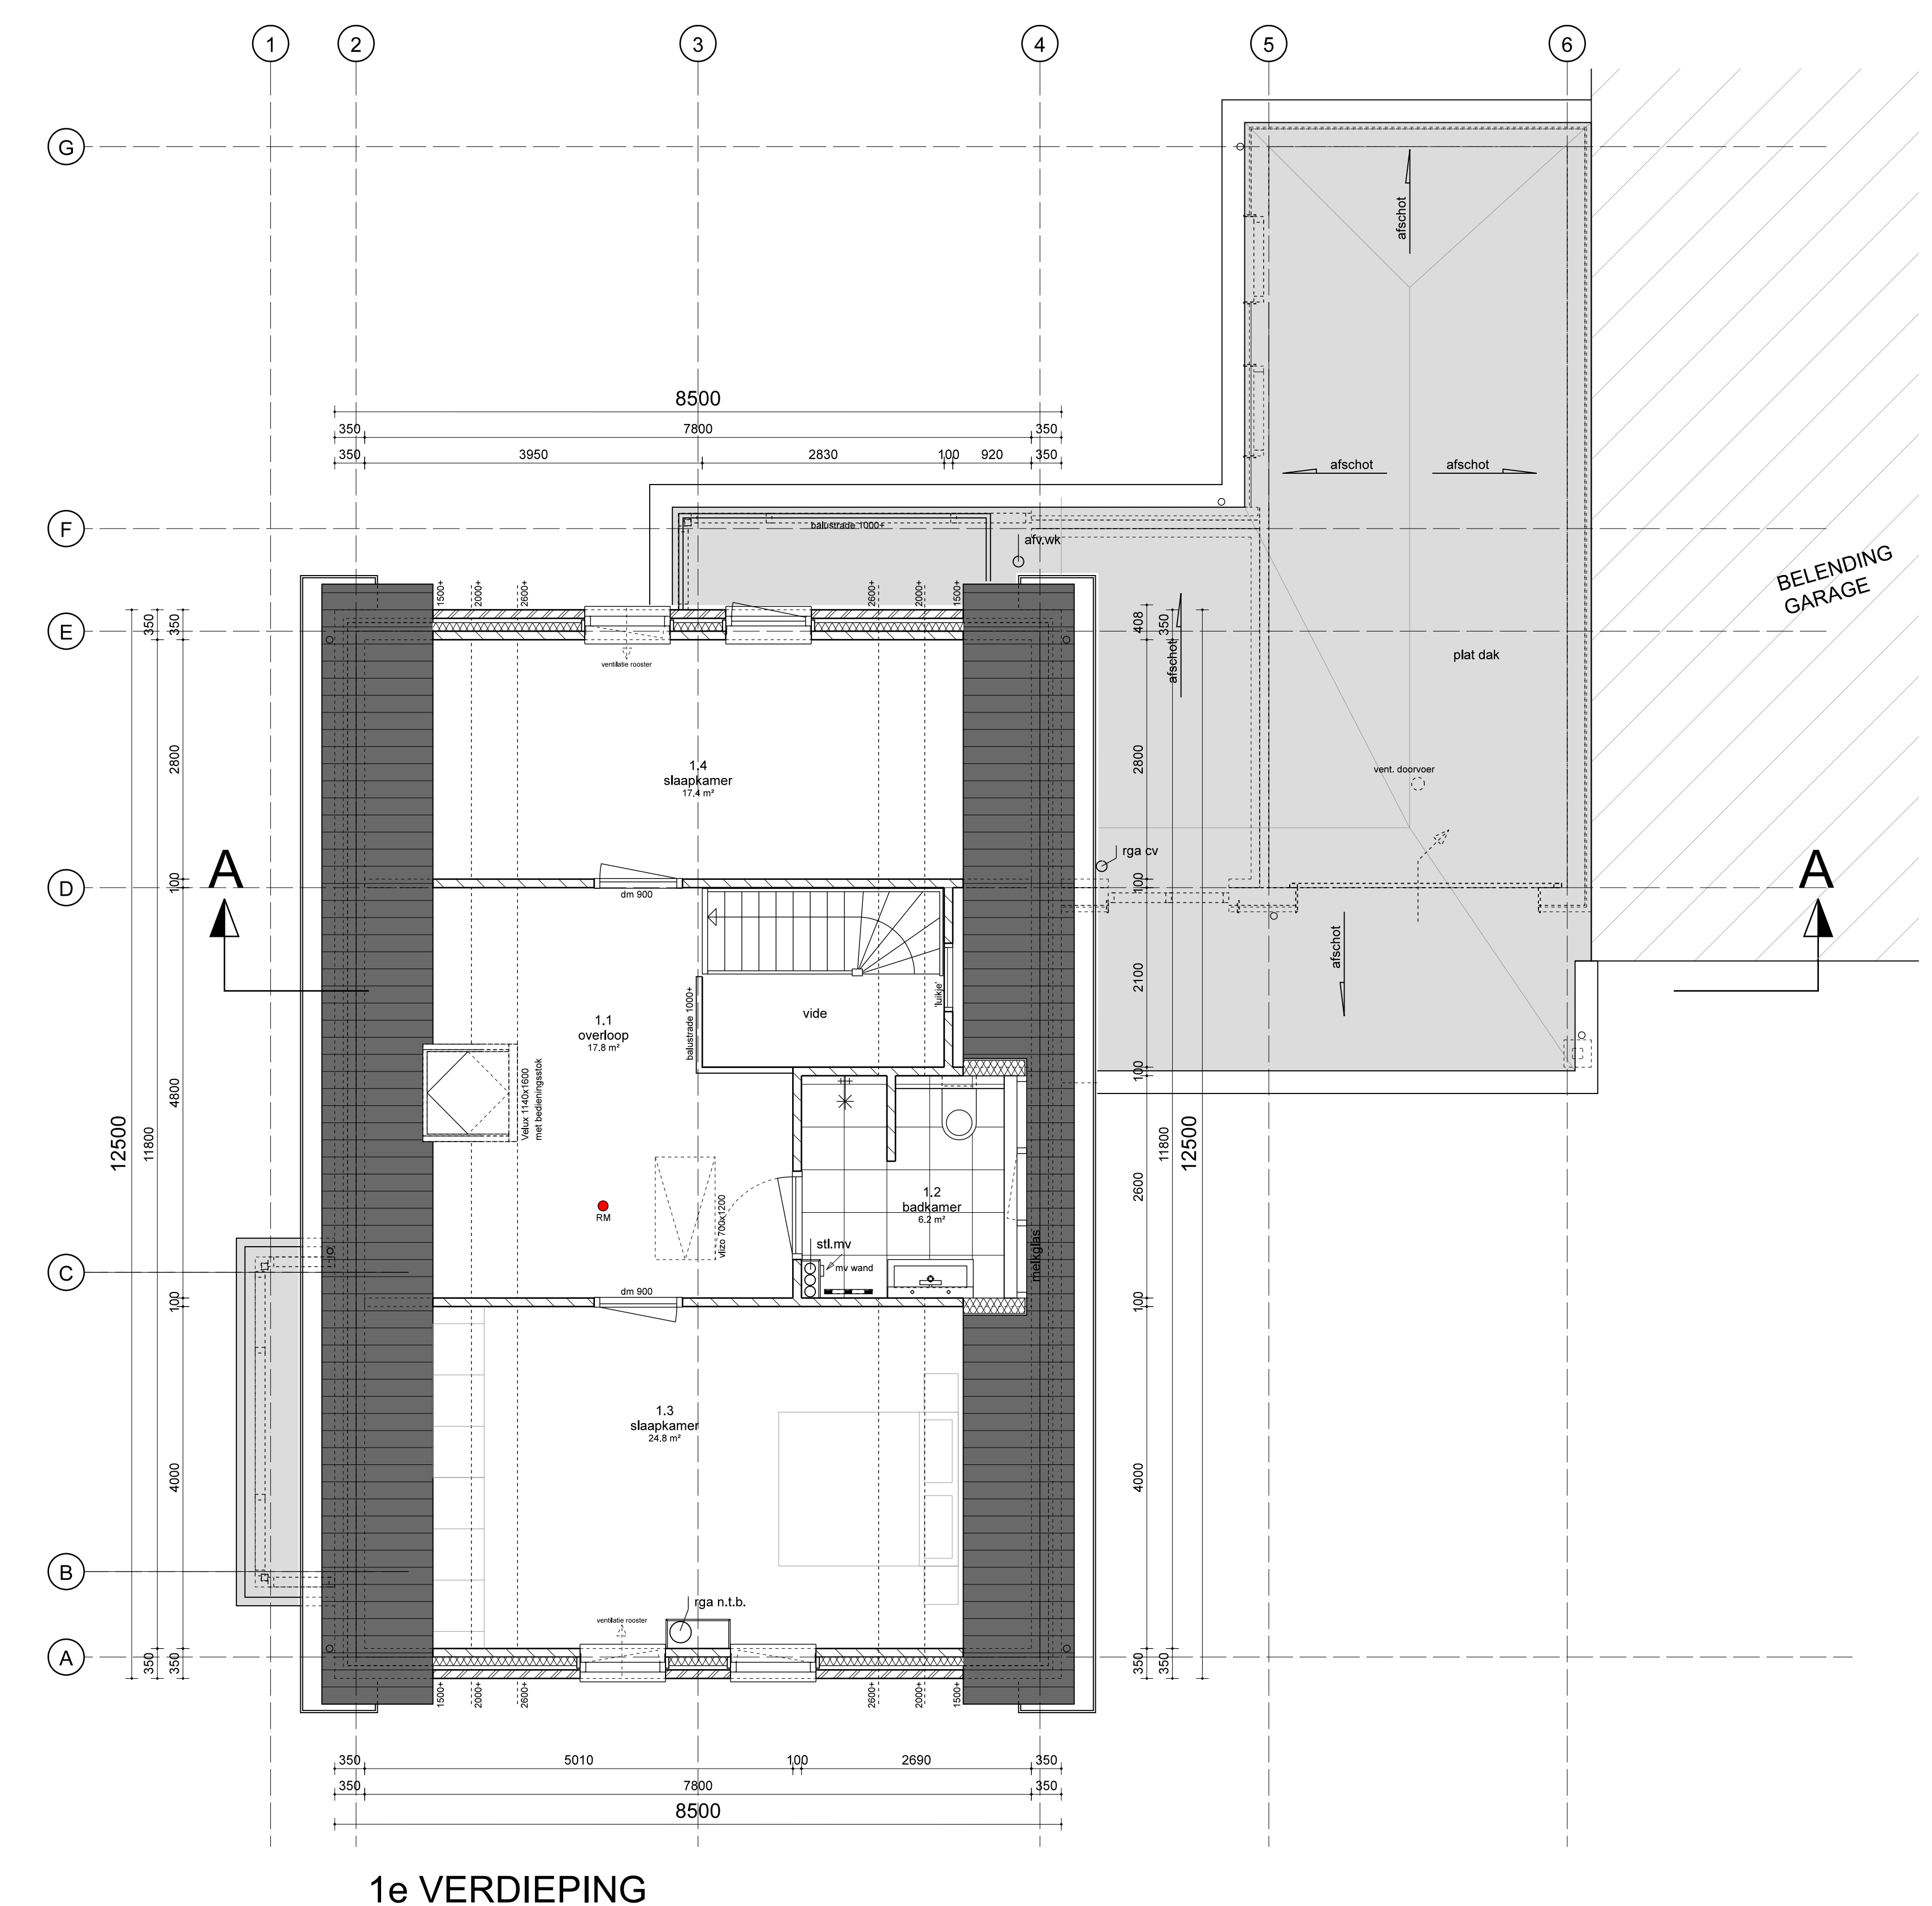 1 2 3 4 5 6
G
afschot
8500
350 7800 350
350 3950 2830 100 920 350
afschot afschot
F
balustrade 1000+
afv.wk
BELENDING
GARAGE
1500+ 2000+ 2600+ 2600+ 2000+ 1500+
E
350 350
408 350
ventilatie rooster
afschot
plat dak
2800
1.4
slaapkamer
17.4 m²
2800
vent. doorvoer
A
rga cv
A
D
100
dm 900
100
afschot
2100
balustrade 1000+
'luikje'
vide
1.1
overloop
17.8 m²
Velux 1140x1600
met bedieningsstok
100
4800
12500
11800
11800
12500
2600
1.2
badkamer
6.2 m²
RM
vlizo 700x1200
stl.mv
mv wand
melkglas
C
100
dm 900
100
1.3
slaapkamer
24.8 m²
4000
4000
B
rga n.t.b.
ventilatie rooster
A
350 350
350 350
1500+ 2000+ 2600+ 2600+ 2000+ 1500+
350 5010 100 2690 350
350 7800 350
8500
1e VERDIEPING